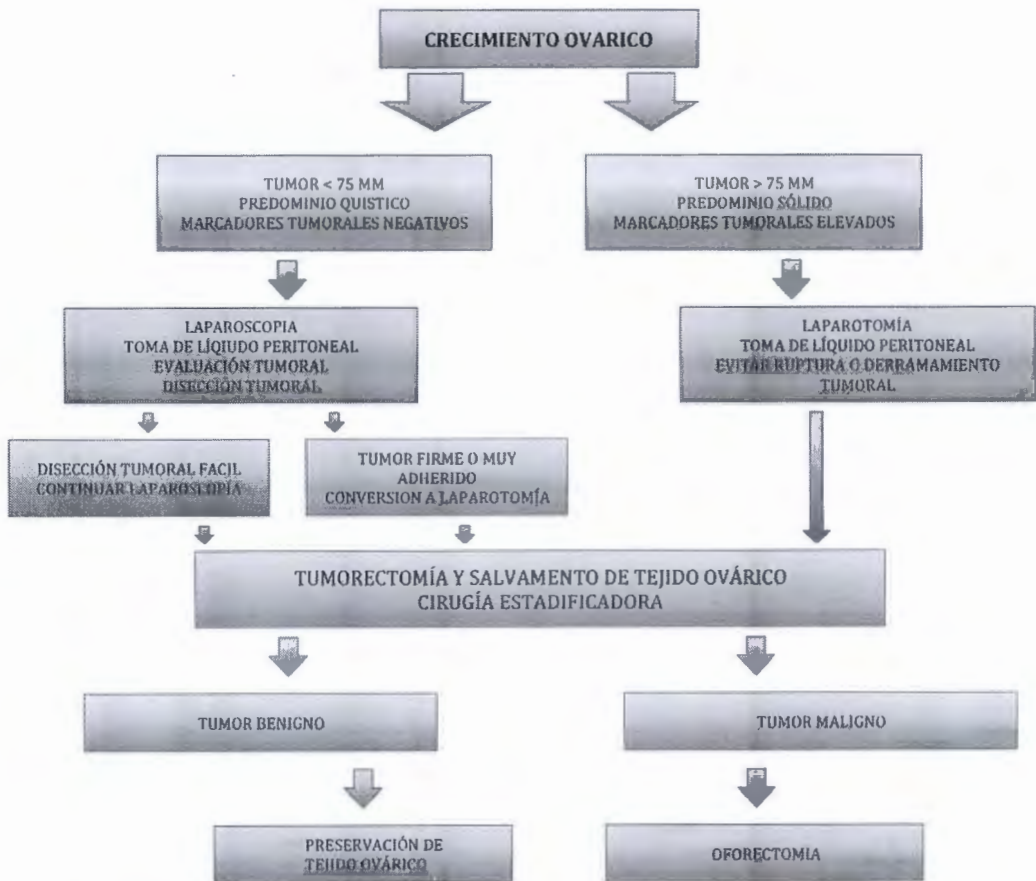 CRECIMIENTO OVARICO
TUMOR < 75 MM
PREDOMINIO QUISTICO
MARCADORES TUMORALES NEGATIVOS
TUMOR > 75 MM
PREDOMINIO SÓLIDO
MARCADORES TUMORALES ELEVADOS
LAPAROSCOPIA
TOMA DE LÍQIUDO PERITONEAL
EVALUACIÓN TUMORAL
DISECCIÓN TUMORAL
LAPAROTOMÍA
TOMA DE LÍQUIDO PERITONEAL
EVITAR RUPTURA O DERRAMAMIENTO
TUMORAL
DISECCIÓN TUMORAL FACIL
CONTINUAR LAPAROSCOPÍA
TUMOR FIRME O MUY
ADHERIDO
CONVERSION A LAPAROTOMÍA
TUMORECTOMÍA Y SALVAMENTO DE TEJIDO OVÁRICO
CIRUGÍA ESTADIFICADORA
TUMOR BENIGNO
TUMOR MALIGNO
PRESERVACIÓN DE
TEJIDO OVÁRICO
OFORECTOMIA